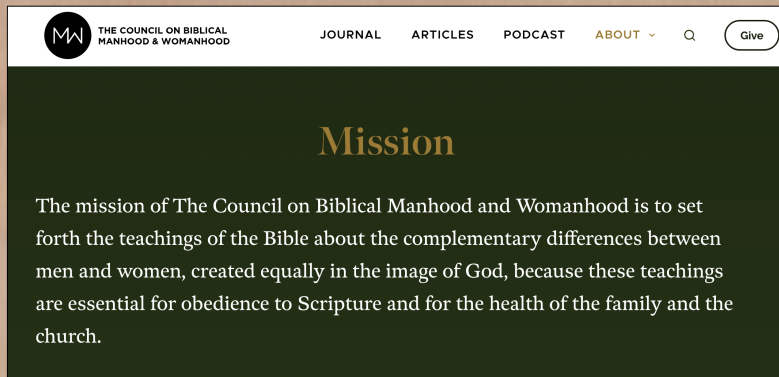 MW
THE COUNCIL ON BIBLICAL
MANHOOD & WOMANHOOD
JOURNAL
ARTICLES
PODCAST
ABOUT
Give
Mission
The mission of The Council on Biblical Manhood and Womanhood is to set
forth the teachings of the Bible about the complementary differences between
men and women, created equally in the image of God, because these teachings
are essential for obedience to Scripture and for the health of the family and the
church.